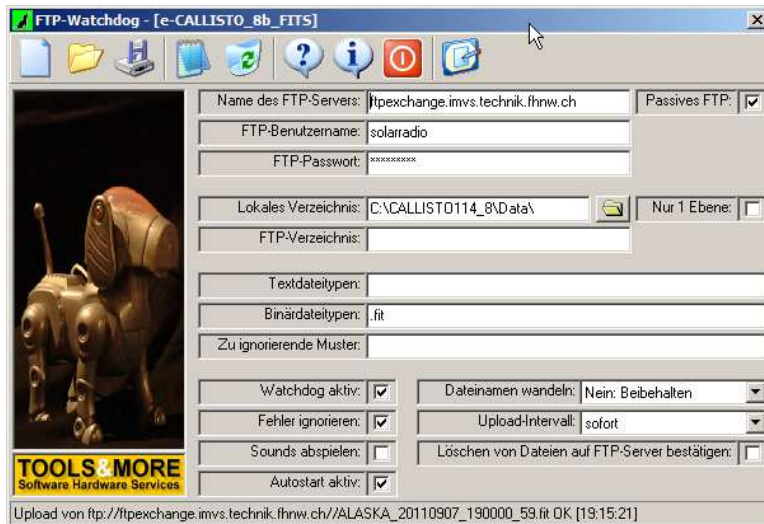 FTP-Watchdog - [e-CALLISTO_8b_FITS]
Name des FTP-Servers: ftpexchange.imvs.technik.fhnw.ch Passives FTP:
FTP-Benutzername: solarradio
FTP-Passwort: *********
Lokales Verzeichnis: C:\CALLISTO114_8\Data\ Nur 1 Ebene:
FTP-Verzeichnis:
Textdateitypen:
Binärdateitypen: .fit
Zu ignorierende Muster:
Watchdog aktiv: Dateinamen wandeln: Nein: Beibehalten
Fehler ignorieren: Upload-Intervall: sofort
Sounds abspielen: Löschen von Dateien auf FTP-Server bestätigen:
Autostart aktiv:
TOOLS&MORE
Software Hardware Services
Upload von ftp://ftpexchange.imvs.technik.fhnw.ch//ALASKA_20110907_190000_59.fit OK [19:15:21]